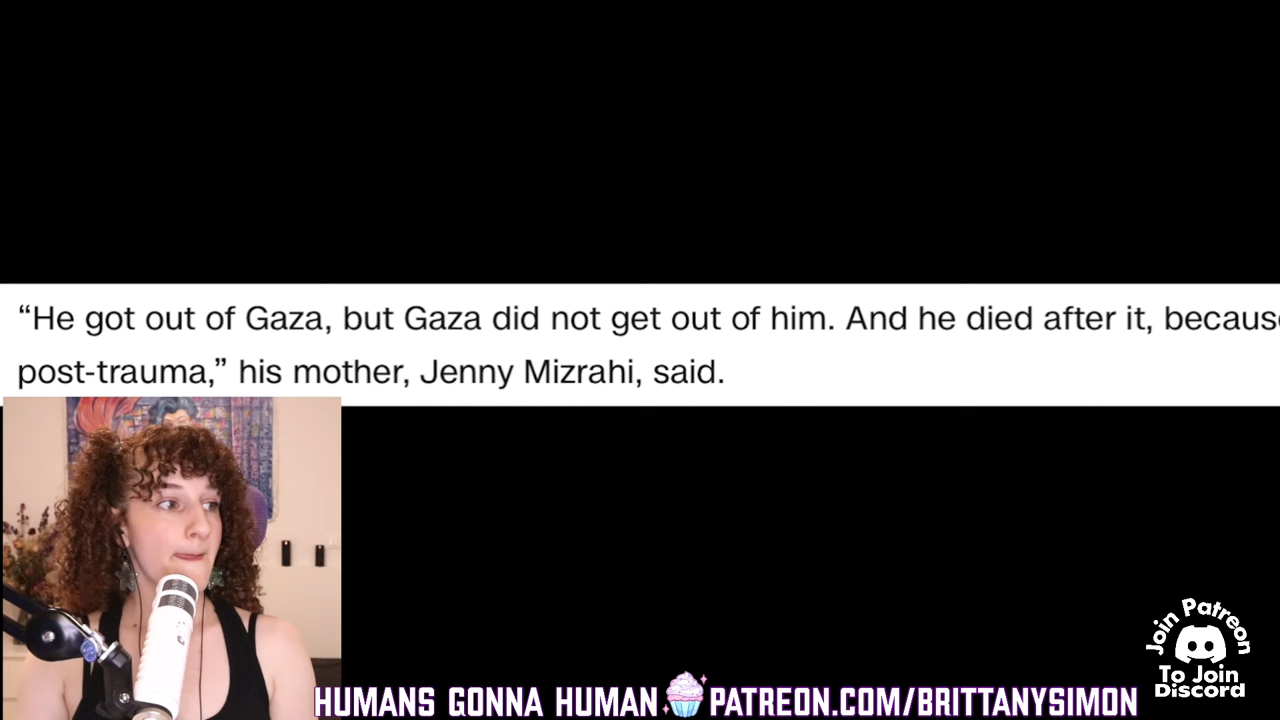 “He got out of Gaza, but Gaza did not get out of him. And he died after it, because
post-trauma,” his mother, Jenny Mizrahi, said.
Join Patreon
To Join
Discord
HUMANS GONNA HUMAN PATREON.COM/BRITTANYSIMON